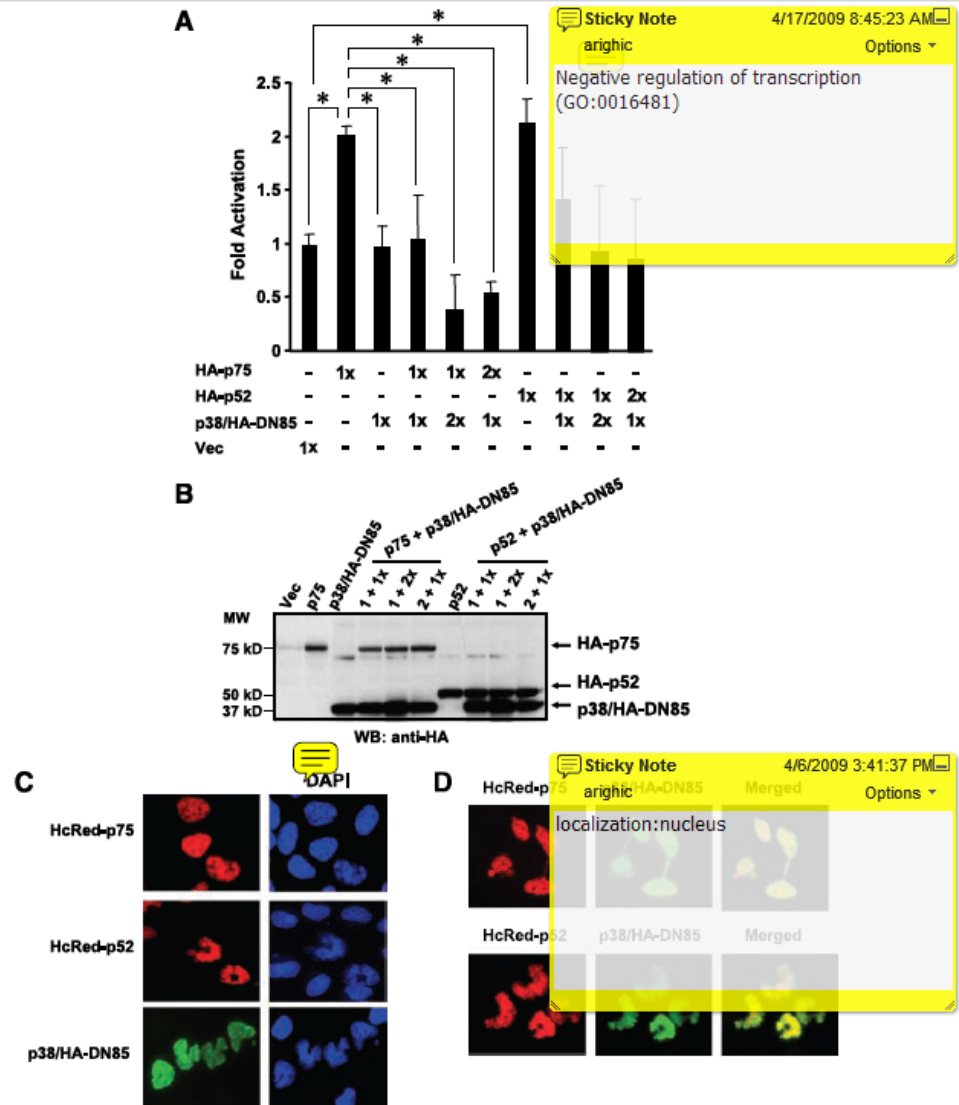 A
Sticky Note 4/17/2009 8:45:23 AM
arighic Options
Negative regulation of transcription
(GO:0016481)
* * * * * *
Fold Activation
2.5
2
1.5
1
0.5
0
HA-p75 - 1x - 1x 1x 2x - - - -
HA-p52 - - - - - - 1x 1x 1x 2x
p38/HA-DN85 - - 1x 1x 2x 1x - 1x 2x 1x
Vec 1x - - - - - - - - -
B
p75 + p38/HA-DN85 p52 + p38/HA-DN85
Vec p75 p38/HA-DN85 1 + 1x 1 + 2x 2 + 1x p52 1 + 1x 1 + 2x 2 + 1x
MW
75 kD HA-p75
50 kD HA-p52
37 kD p38/HA-DN85
WB: anti-HA
C
DAPI
HcRed-p75
HcRed-p52
p38/HA-DN85
D
Sticky Note 4/6/2009 3:41:37 PM
HcRed-p75 p38/HA-DN85 Merged
arighic Options
localization:nucleus
HcRed-p52 p38/HA-DN85 Merged